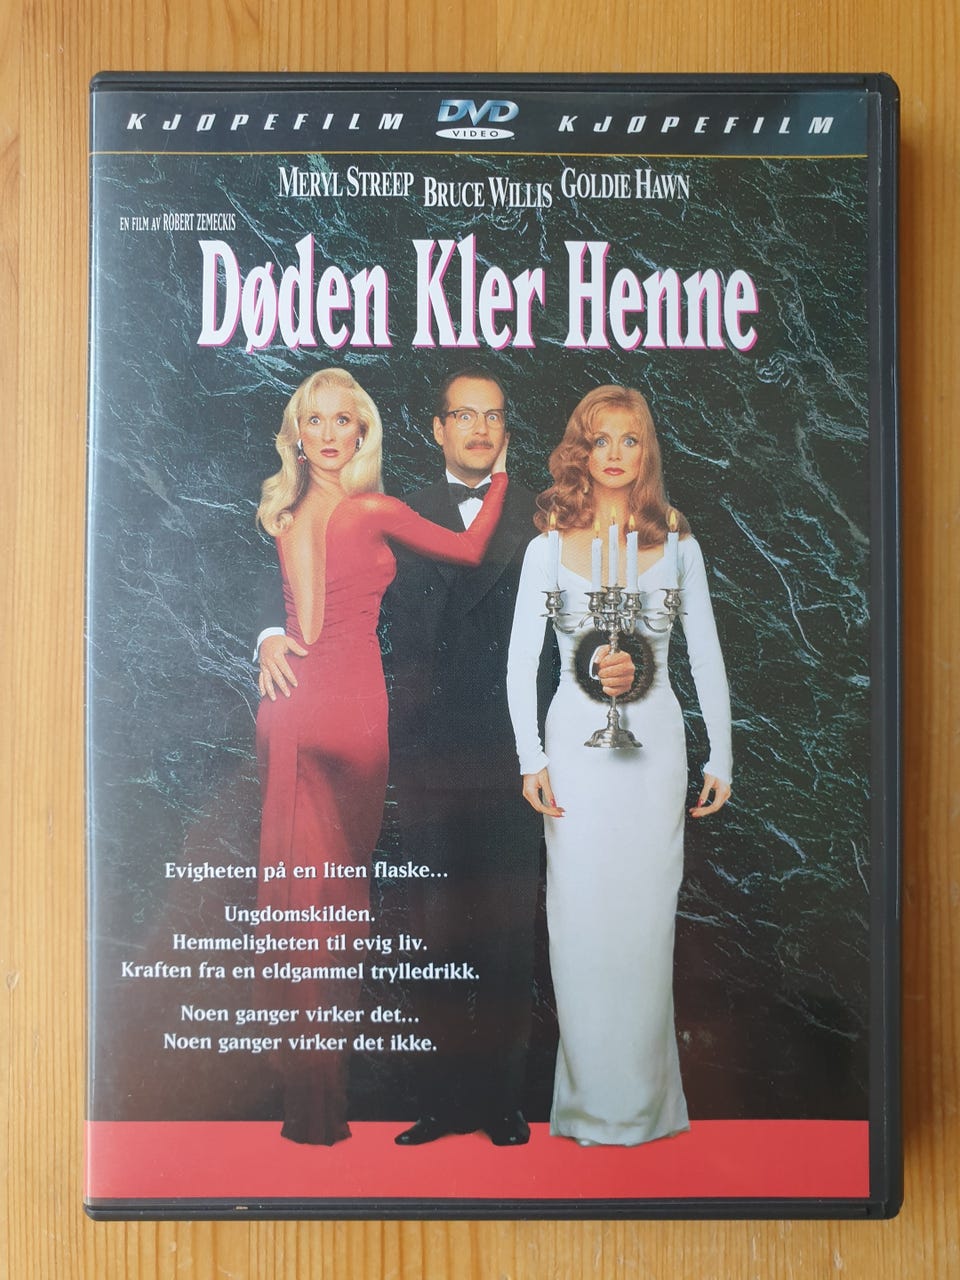 KJØPEFILM DVD VIDEO KJØPEFILM
MERYL STREEP BRUCE WILLIS GOLDIE HAWN
EN FILM AV ROBERT ZEMECKIS
Døden Kler Henne
Evigheten på en liten flaske...
Ungdomskilden.
Hemmeligheten til evig liv.
Kraften fra en eldgammel trylledrikk.
Noen ganger virker det...
Noen ganger virker det ikke.